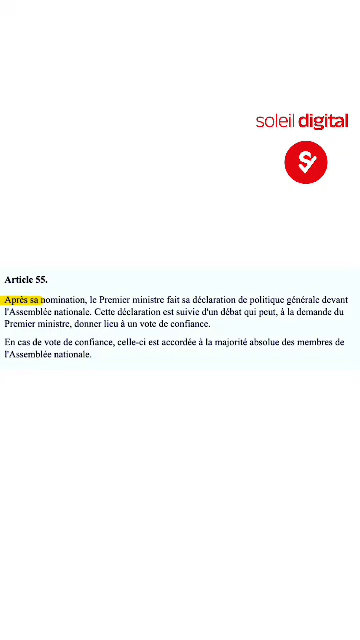 soleil digital
Article 55.
Après sa nomination, le Premier ministre fait sa déclaration de politique générale devant
l'Assemblée nationale. Cette déclaration est suivie d'un débat qui peut, à la demande du
Premier ministre, donner lieu à un vote de confiance.
En cas de vote de confiance, celle-ci est accordée à la majorité absolue des membres de
l'Assemblée nationale.